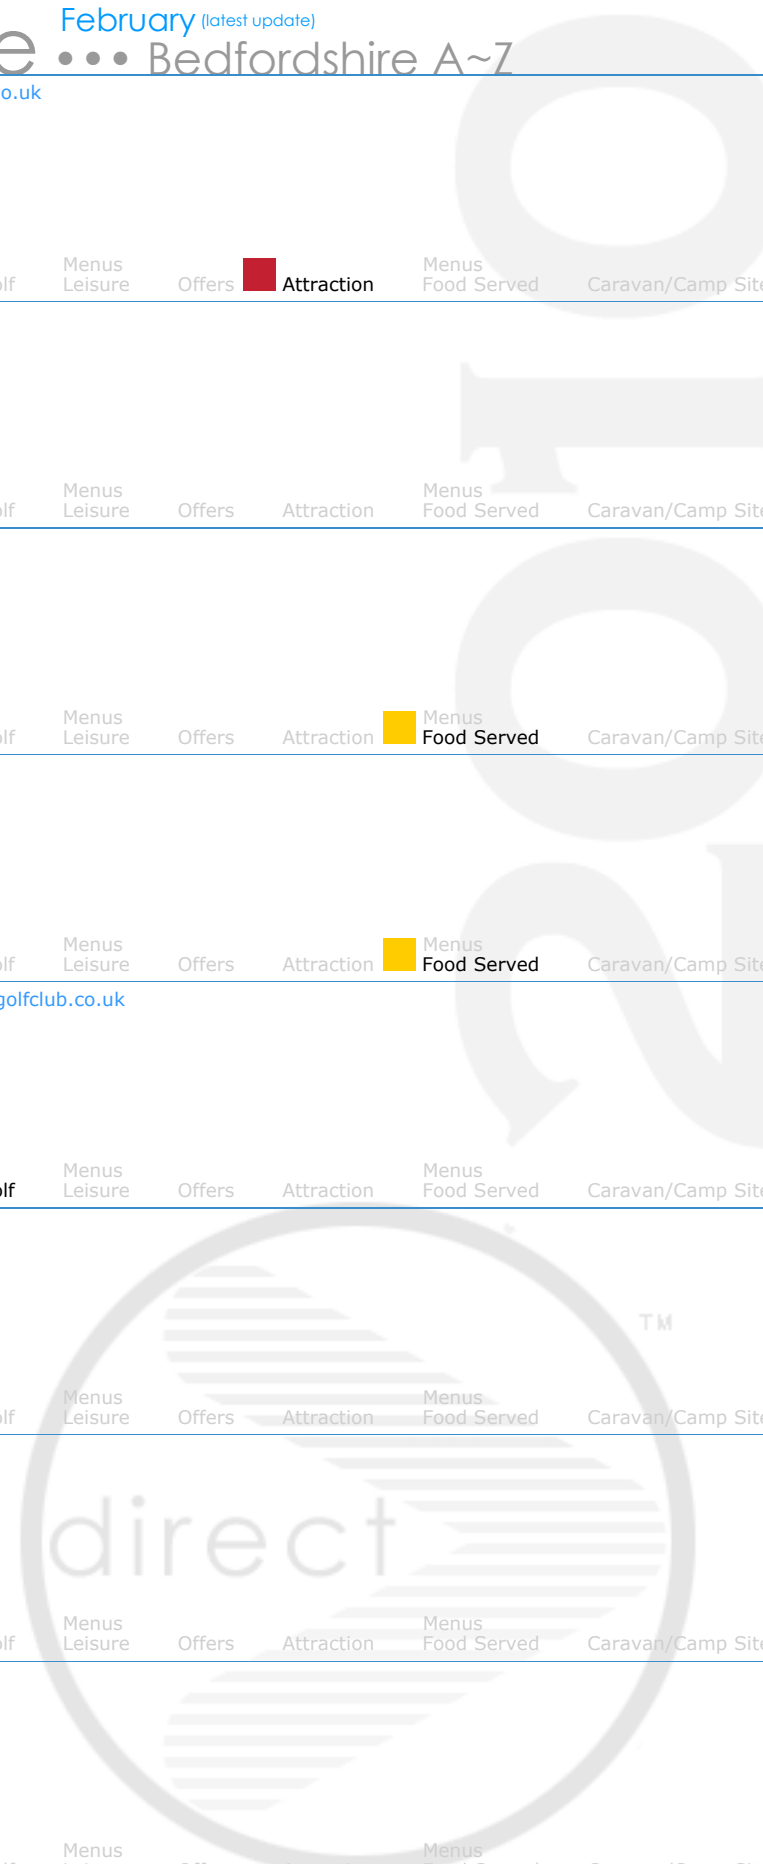 February (latest update)
e ••• Bedfordshire A~Z
o.uk
Menus Menus
lf Leisure Offers Attraction Food Served Caravan/Camp Site
Menus Menus
lf Leisure Offers Attraction Food Served Caravan/Camp Site
Menus Menus
lf Leisure Offers Attraction Food Served Caravan/Camp Site
Menus Menus
lf Leisure Offers Attraction Food Served Caravan/Camp Site
golfclub.co.uk
Menus Menus
olf Leisure Offers Attraction Food Served Caravan/Camp Site
TM
Menus Menus
lf Leisure Offers Attraction Food Served Caravan/Camp Site
direct
Menus Menus
lf Leisure Offers Attraction Food Served Caravan/Camp Site
Menus Menus
2010